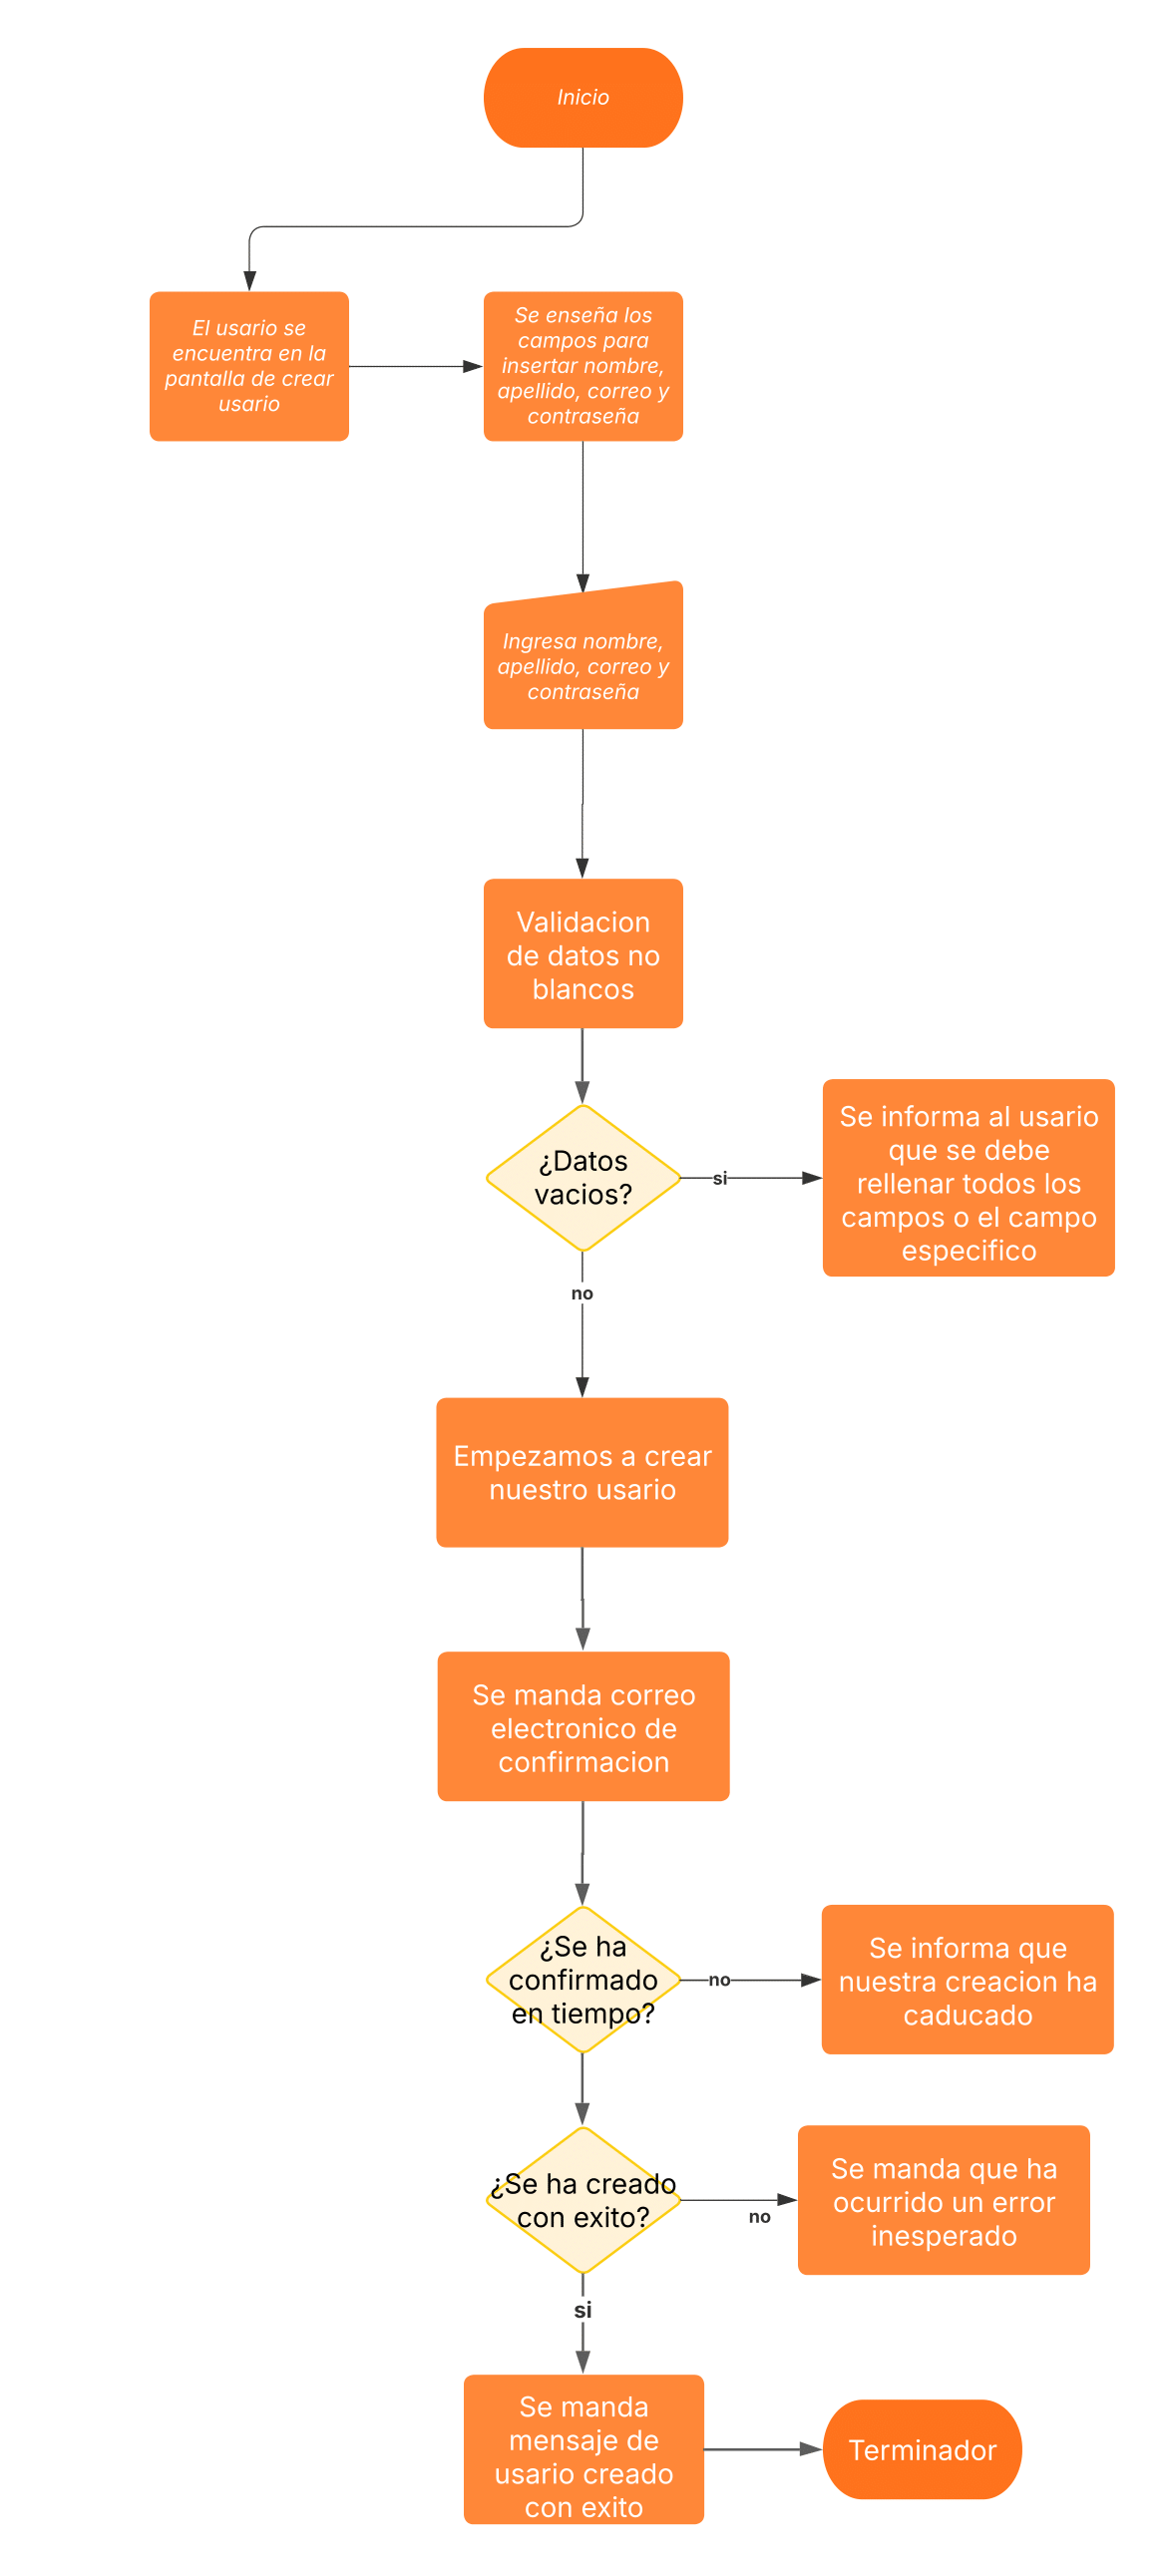 Inicio
El usario se
encuentra en la
pantalla de crear
usario
Se enseña los
campos para
insertar nombre,
apellido, correo y
contraseña
Ingresa nombre,
apellido, correo y
contraseña
Validacion
de datos no
blancos
¿Datos
vacios?
si
Se informa al usario
que se debe
rellenar todos los
campos o el campo
especifico
no
Empezamos a crear
nuestro usario
Se manda correo
electronico de
confirmacion
¿Se ha
confirmado
en tiempo?
no
Se informa que
nuestra creacion ha
caducado
¿Se ha creado
con exito?
no
Se manda que ha
ocurrido un error
inesperado
si
Se manda
mensaje de
usario creado
con exito
Terminador